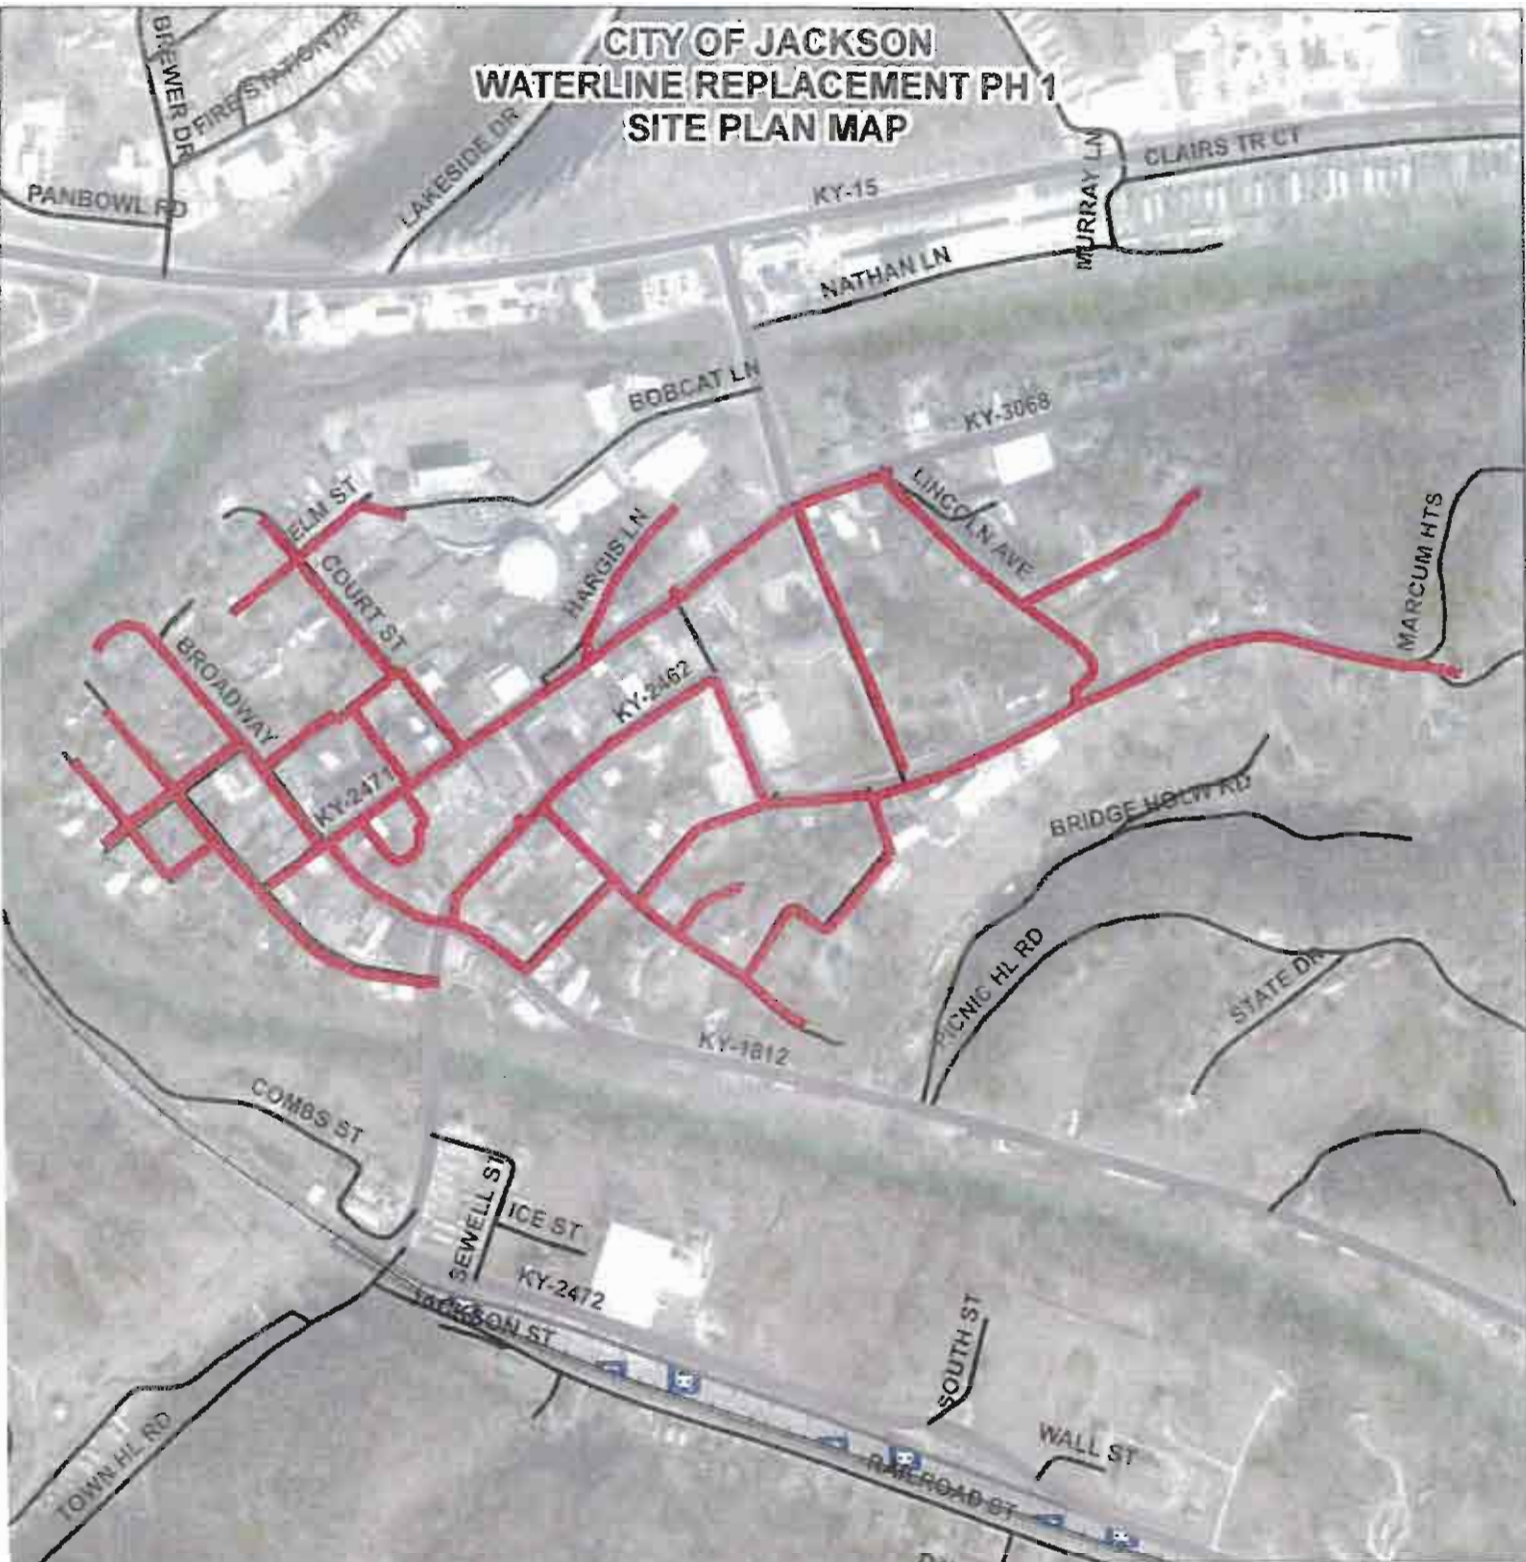 CITY OF JACKSON
WATERLINE REPLACEMENT PH 1
SITE PLAN MAP
BREWER DR
FIRE STATION DR
LAKESIDE DR
PANBOWL RD
KY-15
MURRAY LN
CLAIRS TR CT
NATHAN LN
BOBCAT LN
KY-3068
ELM ST
LINCOLN AVE
HARGIS LN
MARCUM HTS
COURT ST
BROADWAY
KY-2462
KY-2471
BRIDGE HOLW RD
PICNIC HL RD
STATE DR
KY-1812
COMBS ST
SEWELL ST
ICE ST
KY-2472
JACKSON ST
SOUTH ST
WALL ST
TOWN HL RD
RAILROAD ST